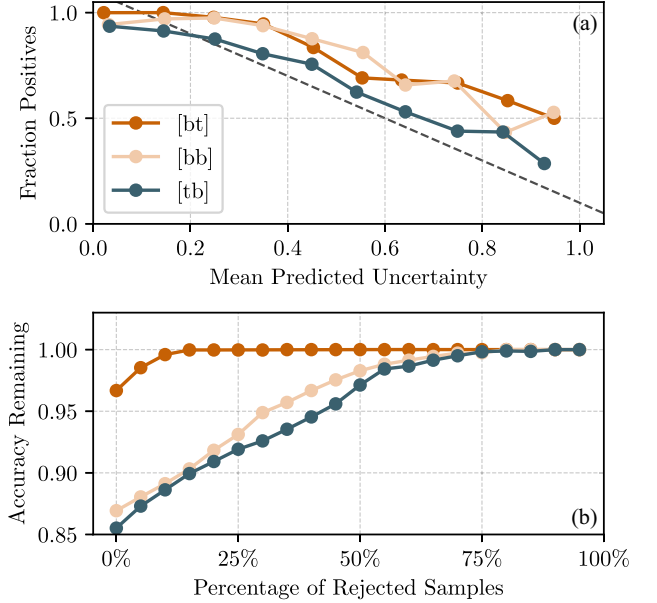 (a)
Fraction Positives
1.0
0.5
0.0
[bt]
[bb]
[tb]
0.0 0.2 0.4 0.6 0.8 1.0
Mean Predicted Uncertainty
Accuracy Remaining
1.00
0.95
0.90
0.85
(b)
0% 25% 50% 75% 100%
Percentage of Rejected Samples